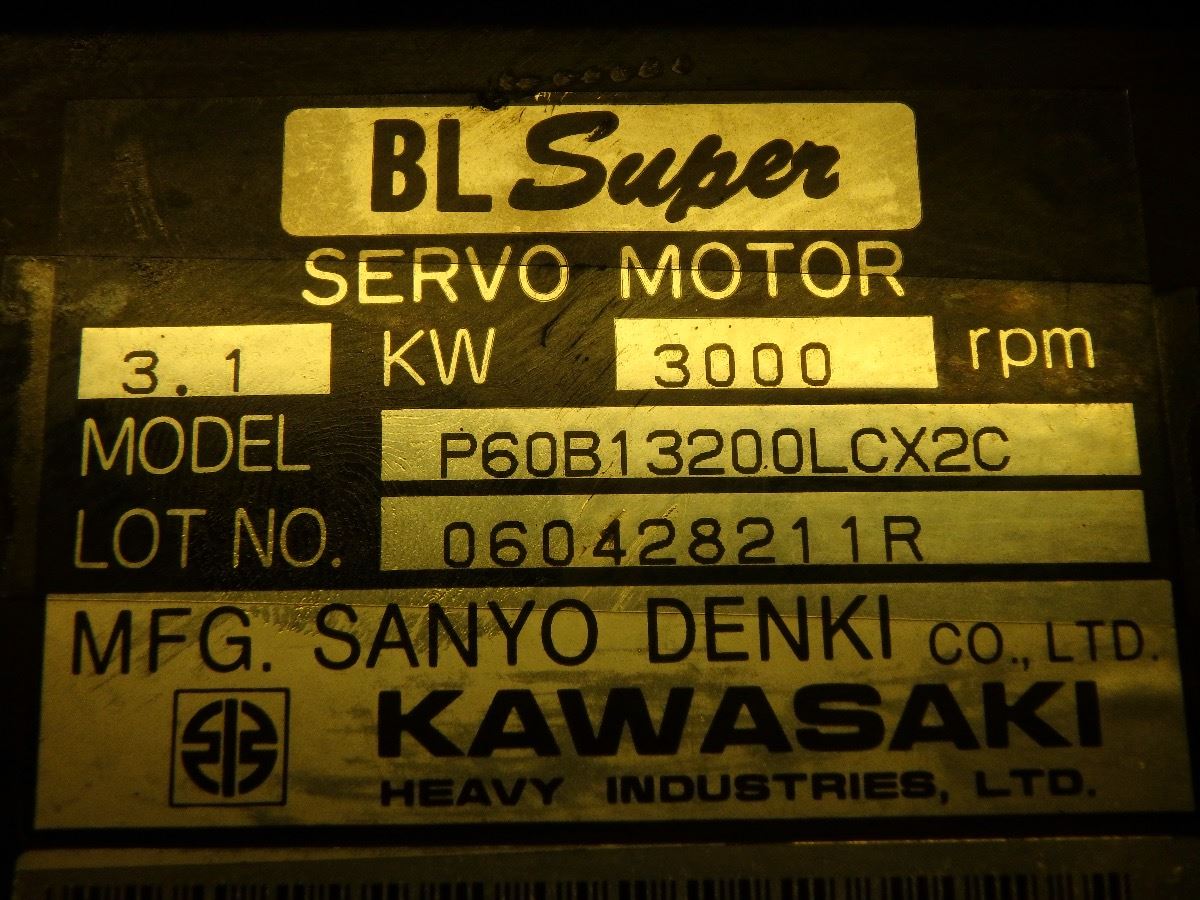 BL Super
SERVO MOTOR
3.1 KW 3000 rpm
MODEL P60B13200LCX2C
LOT NO. 060428211R
MFG. SANYO DENKI CO., LTD.
KAWASAKI
HEAVY INDUSTRIES, LTD.